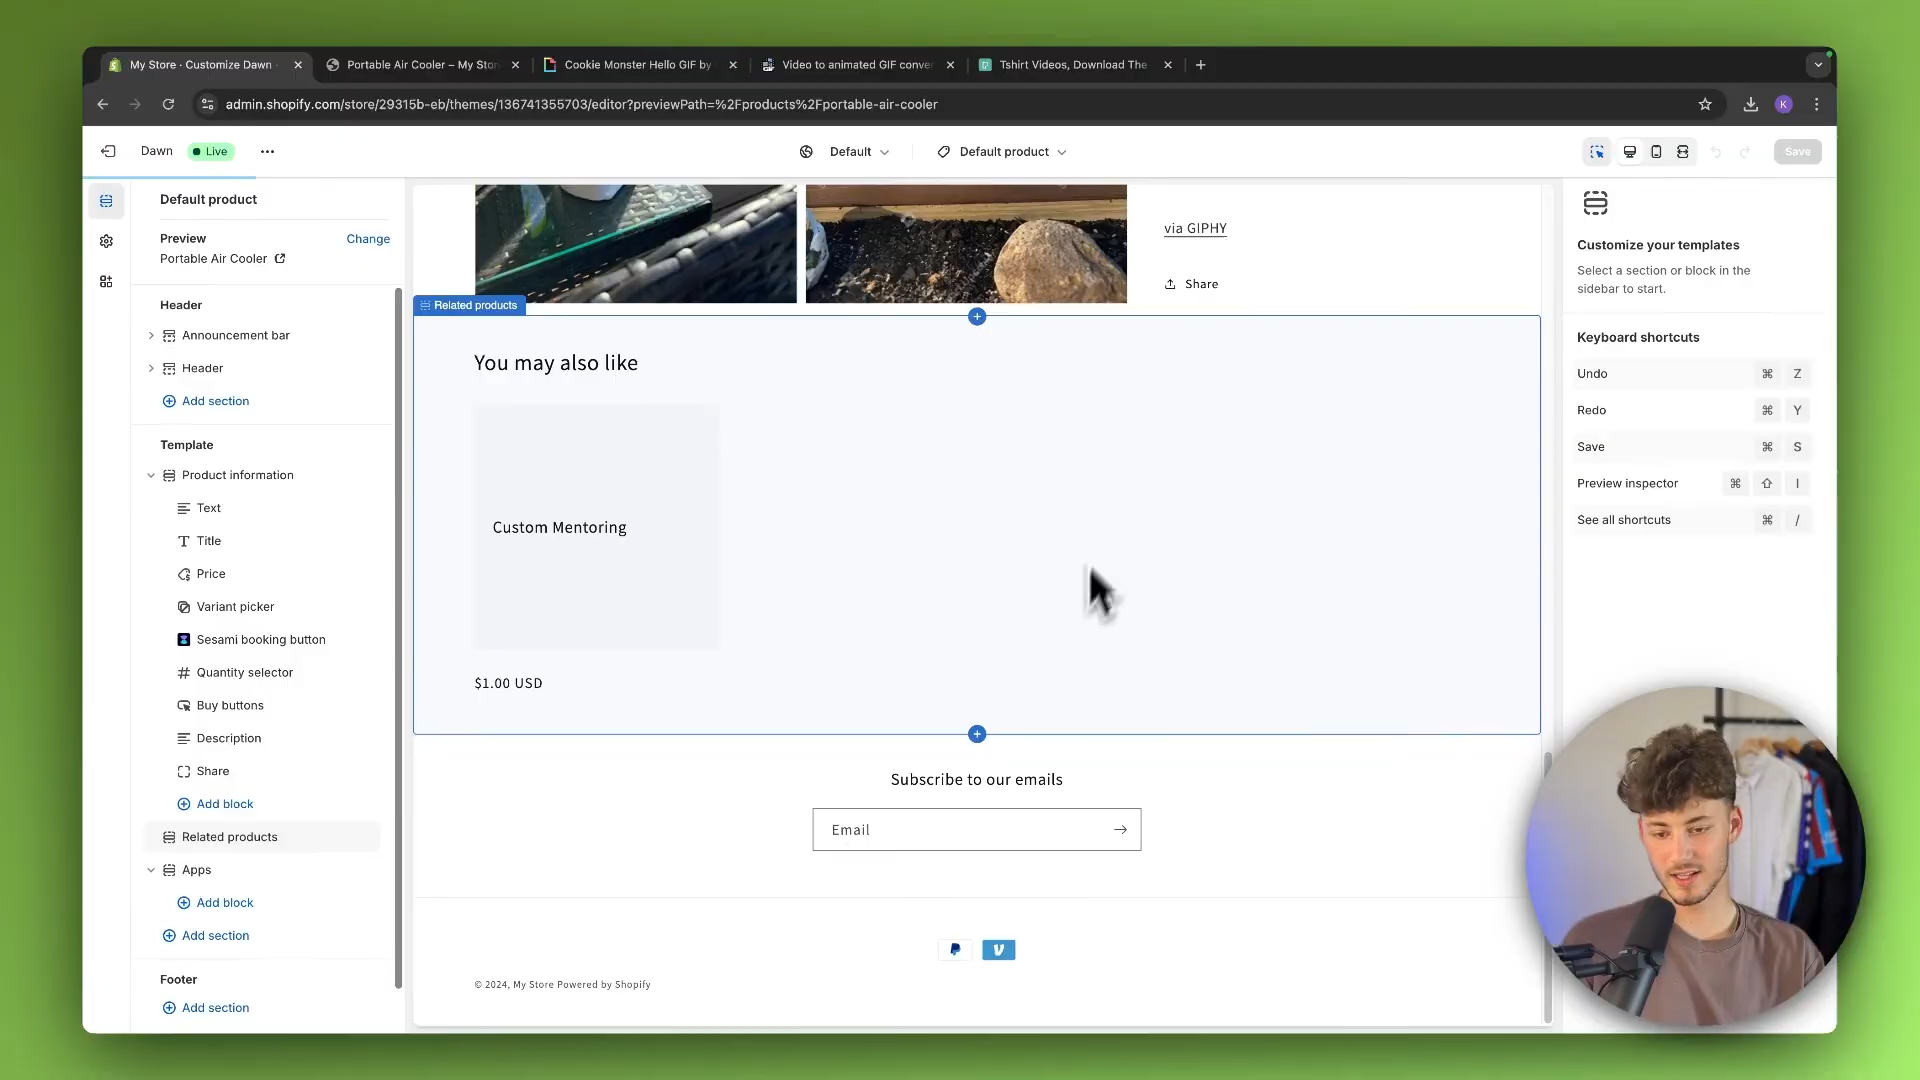 My Store · Customize Dawn
Portable Air Cooler – My Stor
Cookie Monster Hello GIF by
Video to animated GIF conver
Tshirt Videos, Download The
admin.shopify.com/store/29315b-eb/themes/136741355703/editor?previewPath=%2Fproducts%2Fportable-air-cooler
K
Dawn
Live
Default
Default product
Save
Default product
Preview
Change
Portable Air Cooler
Header
Announcement bar
Header
Add section
Template
Product information
Text
Title
Price
Variant picker
Sesami booking button
Quantity selector
Buy buttons
Description
Share
Add block
Related products
Apps
Add block
Add section
Footer
Add section
via GIPHY
Share
Related products
You may also like
Custom Mentoring
$1.00 USD
Subscribe to our emails
Email
© 2024, My Store Powered by Shopify
Customize your templates
Select a section or block in the
sidebar to start.
Keyboard shortcuts
Undo ⌘ Z
Redo ⌘ Y
Save ⌘ S
Preview inspector ⌘ ⇧ I
See all shortcuts ⌘ /